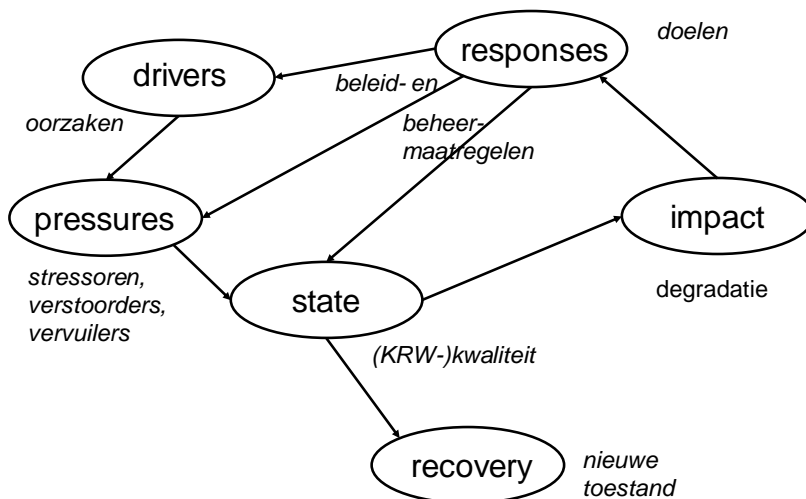 doelen
responses
drivers
beleid- en
oorzaken
beheer-
maatregelen
pressures
impact
stressoren,
verstoorders,
vervuilers
state
degradatie
(KRW-)kwaliteit
recovery
nieuwe
toestand